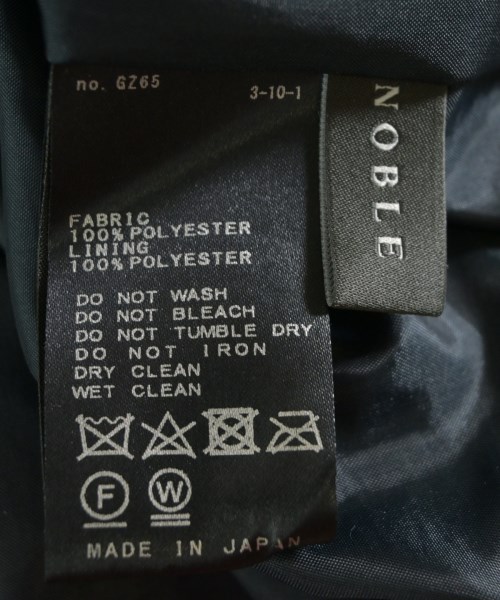 no. GZ65
3-10-1
NOBLE
FABRIC
100% POLYESTER
LINING
100% POLYESTER
DO NOT WASH
DO NOT BLEACH
DO NOT TUMBLE DRY
DO NOT IRON
DRY CLEAN
WET CLEAN
F W
MADE IN JAPAN